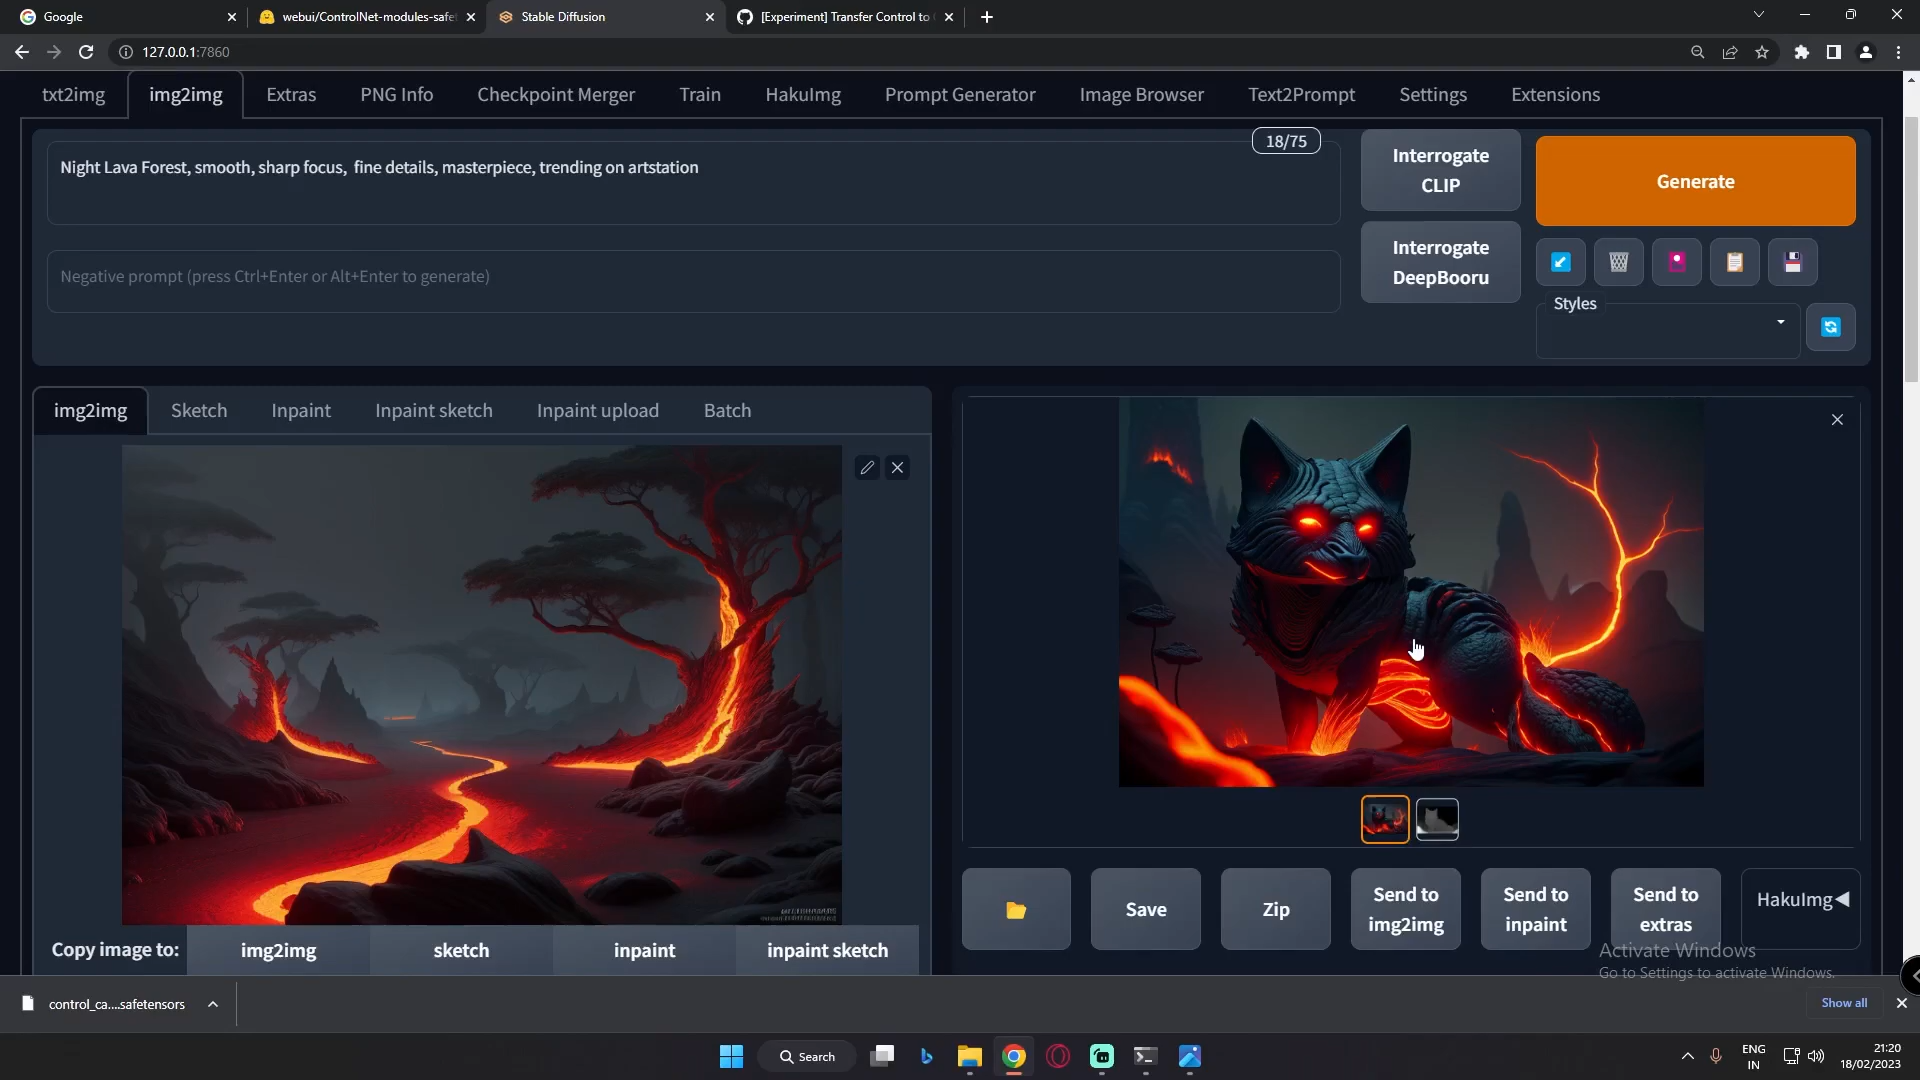 Google
webui/ControlNet-modules-safe
Stable Diffusion
[Experiment] Transfer Control to
127.0.0.1:7860
txt2img
img2img
Extras
PNG Info
Checkpoint Merger
Train
HakuImg
Prompt Generator
Image Browser
Text2Prompt
Settings
Extensions
18/75
Night Lava Forest, smooth, sharp focus, fine details, masterpiece, trending on artstation
Negative prompt (press Ctrl+Enter or Alt+Enter to generate)
Interrogate
CLIP
Interrogate
DeepBooru
Generate
Styles
img2img
Sketch
Inpaint
Inpaint sketch
Inpaint upload
Batch
Copy image to:
img2img
sketch
inpaint
inpaint sketch
Save
Zip
Send to
img2img
Send to
inpaint
Send to
extras
HakuImg◀
Activate Windows
Go to Settings to activate Windows.
control_ca....safetensors
Show all
Search
ENG
IN
21:20
18/02/2023